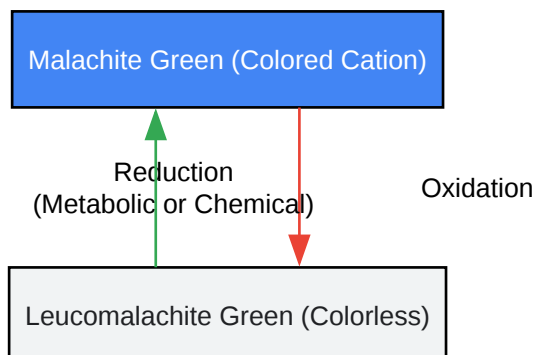 Malachite Green (Colored Cation)
Reduction
(Metabolic or Chemical)
Oxidation
Leucomalachite Green (Colorless)